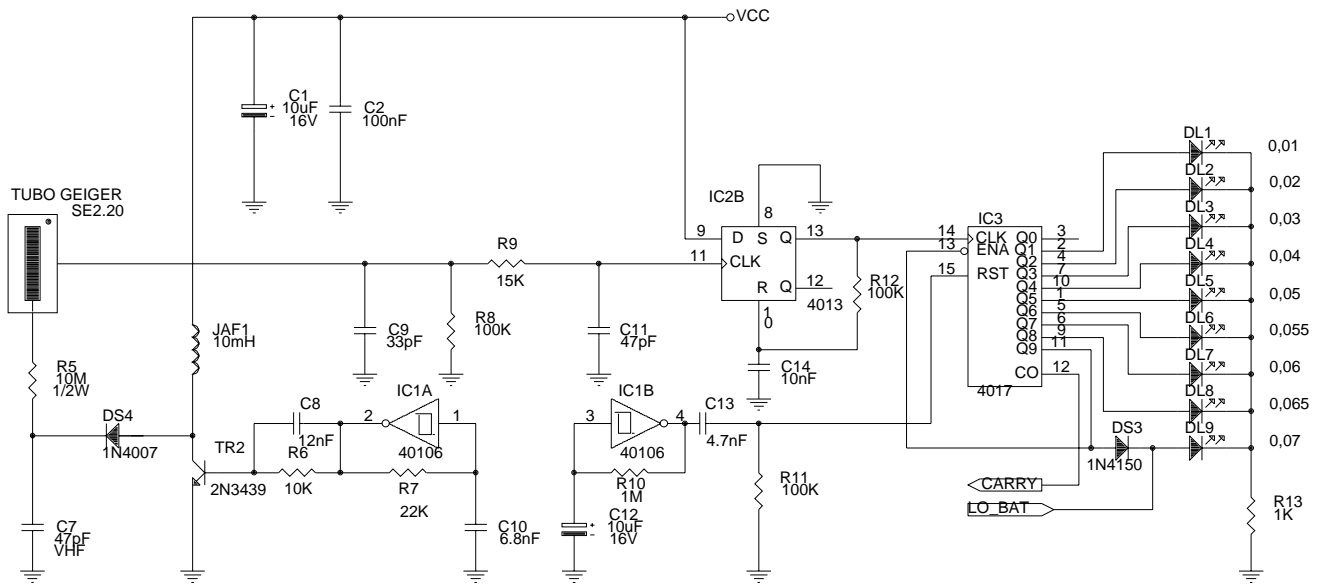 VCC
C1
10uF
16V
+
-
C2
100nF
TUBO GEIGER
SE2.20
JAF1
10mH
R5
10M
1/2W
DS4
1N4007
C7
47pF
VHF
TR2
2N3439
C8
12nF
R6
10K
IC1A
2
1
40106
R7
22K
C10
6.8nF
C9
33pF
R8
100K
R9
15K
C11
47pF
IC1B
3
4
40106
R10
1M
C12
10uF
16V
+
-
C13
4.7nF
R11
100K
IC2B
8
9
D
S
Q
13
11
CLK
R
Q
12
4013
1
0
R12
100K
C14
10nF
IC3
14
CLK
13
ENA
15
RST
Q0
3
Q1
2
Q2
4
Q3
7
Q4
10
Q5
1
Q6
5
Q7
6
Q8
9
Q9
11
CO
12
4017
DL1
0,01
DL2
0,02
DL3
0,03
DL4
0,04
DL5
0,05
DL6
0,055
DL7
0,06
DL8
0,065
DL9
0,07
DS3
1N4150
CARRY
LO_BAT
R13
1K